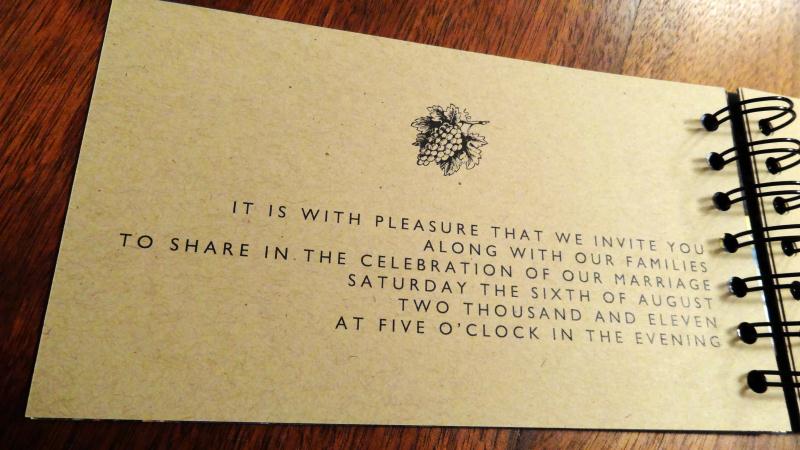 IT IS WITH PLEASURE THAT WE INVITE YOU
ALONG WITH OUR FAMILIES
TO SHARE IN THE CELEBRATION OF OUR MARRIAGE
SATURDAY THE SIXTH OF AUGUST
TWO THOUSAND AND ELEVEN
AT FIVE O'CLOCK IN THE EVENING